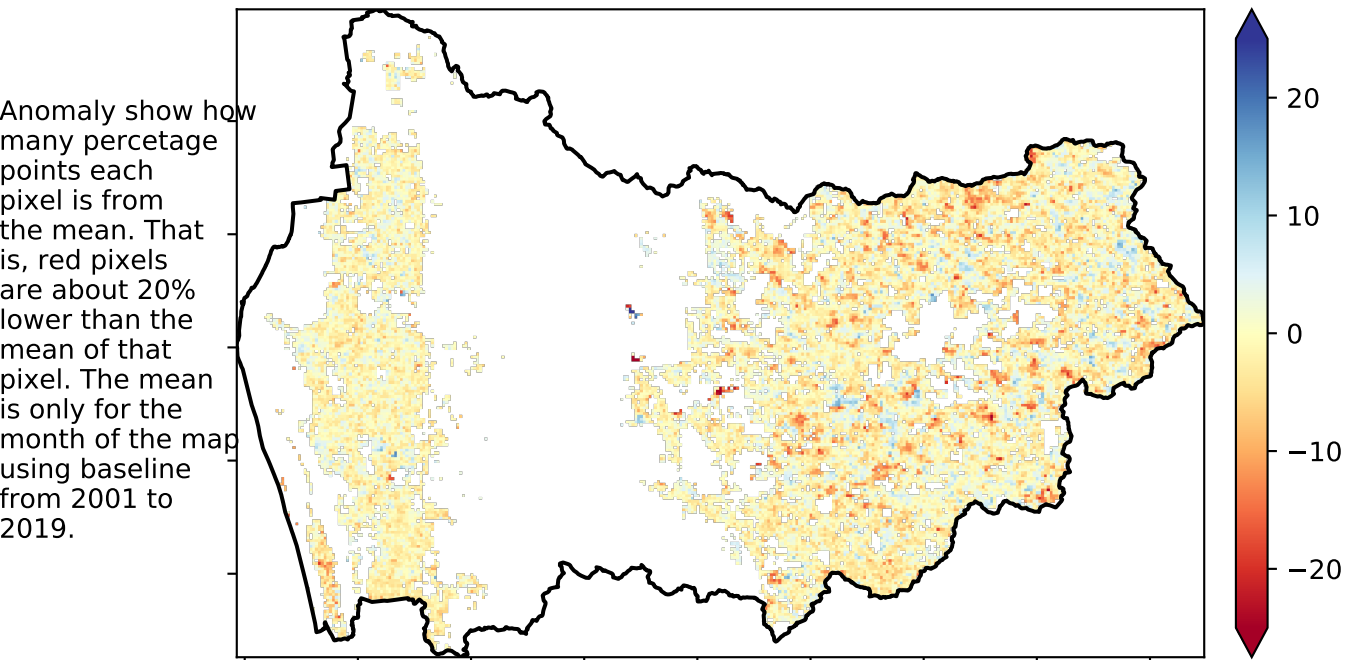 Anomaly show how
many percetage
points each
pixel is from
the mean. That
is, red pixels
are about 20%
lower than the
mean of that
pixel. The mean
is only for the
month of the map
using baseline
from 2001 to
2019.
20
10
0
−10
−20